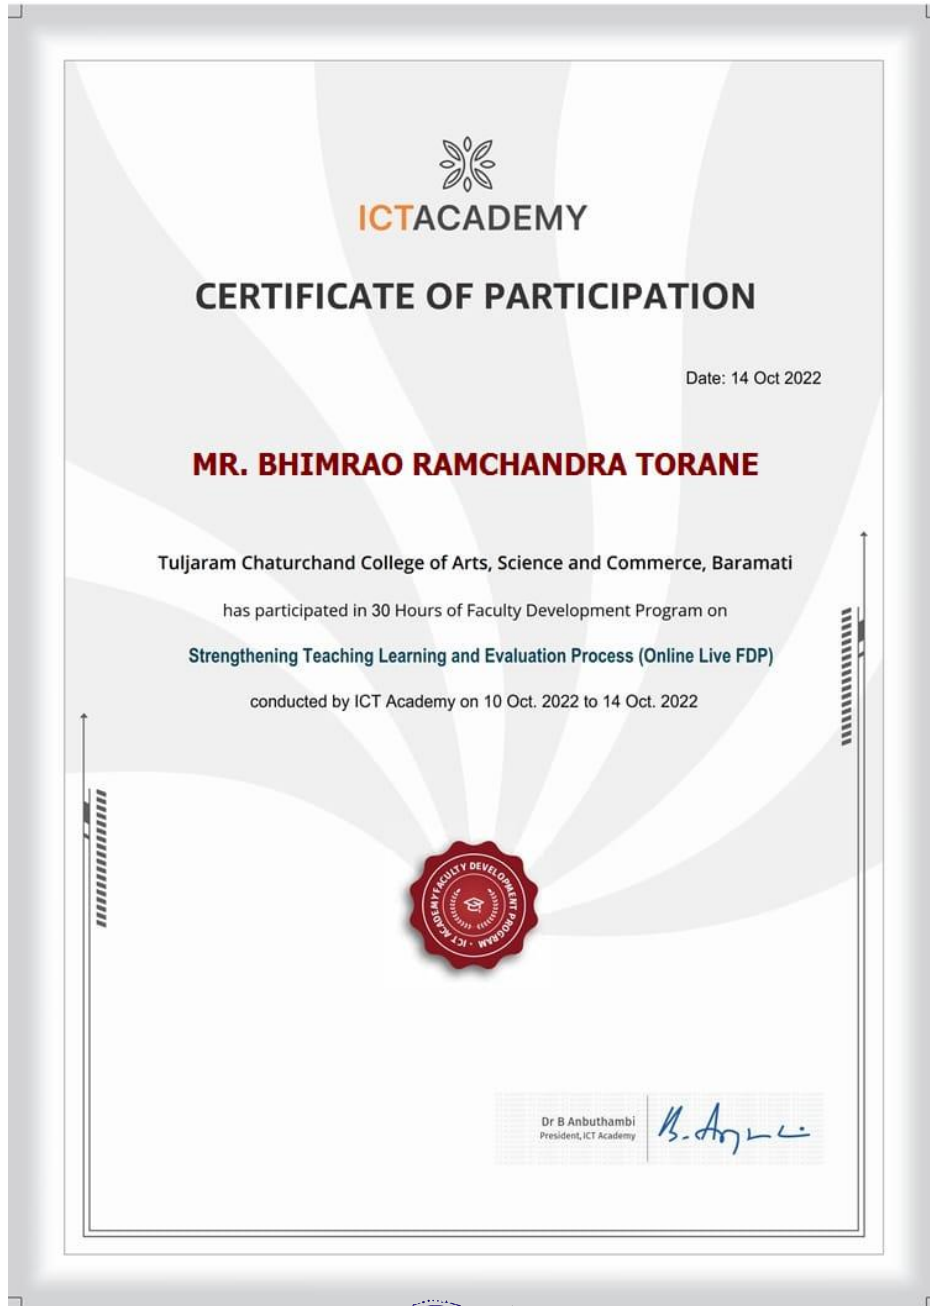 ICTACADEMY
CERTIFICATE OF PARTICIPATION
Date: 14 Oct 2022
MR. BHIMRAO RAMCHANDRA TORANE
Tuljaram Chaturchand College of Arts, Science and Commerce, Baramati
has participated in 30 Hours of Faculty Development Program on
Strengthening Teaching Learning and Evaluation Process (Online Live FDP)
conducted by ICT Academy on 10 Oct. 2022 to 14 Oct. 2022
FACULTY DEVELOPMENT PROGRAM · ICT ACADEMY
Dr B Anbuthambi
President, ICT Academy